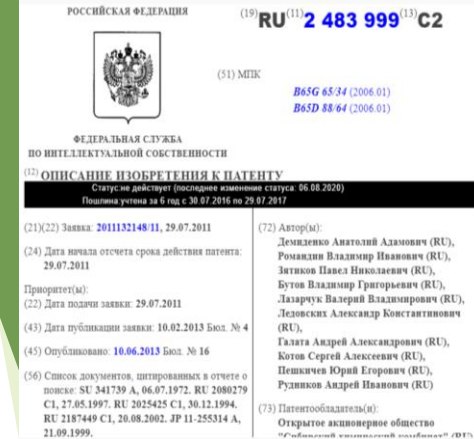 РОССИЙСКАЯ ФЕДЕРАЦИЯ
ФЕДЕРАЛЬНАЯ СЛУЖБА
ПО ИНТЕЛЛЕКТУАЛЬНОЙ СОБСТВЕННОСТИ
(19) RU (11) 2 483 999 (13) C2
(51) МПК
B65G 65/34 (2006.01)
B65D 88/64 (2006.01)
(12) ОПИСАНИЕ ИЗОБРЕТЕНИЯ К ПАТЕНТУ
Статус: не действует (последнее изменение статуса: 06.08.2020)
Пошлина: учтена за 6 год с 30.07.2016 по 29.07.2017
(21)(22) Заявка: 2011132148/11, 29.07.2011
(24) Дата начала отсчета срока действия патента:
29.07.2011
Приоритет(ы):
(22) Дата подачи заявки: 29.07.2011
(43) Дата публикации заявки: 10.02.2013 Бюл. № 4
(45) Опубликовано: 10.06.2013 Бюл. № 16
(56) Список документов, цитированных в отчете о
поиске: SU 341739 A, 06.07.1972. RU 2080279
C1, 27.05.1997. RU 2025425 C1, 30.12.1994.
RU 2187449 C1, 20.08.2002. JP 11-255314 A,
21.09.1999.
(72) Автор(ы):
Демиденко Анатолий Адамович (RU),
Романдин Владимир Иванович (RU),
Зятиков Павел Николаевич (RU),
Бутов Владимир Григорьевич (RU),
Лазарчук Валерий Владимирович (RU),
Ледовских Александр Константинович
(RU),
Галата Андрей Александрович (RU),
Котов Сергей Алексеевич (RU),
Пешкичев Юрий Егорович (RU),
Рудников Андрей Иванович (RU)
(73) Патентообладатель(и):
Открытое акционерное общество
"Сибирский химический комбинат" (RU)